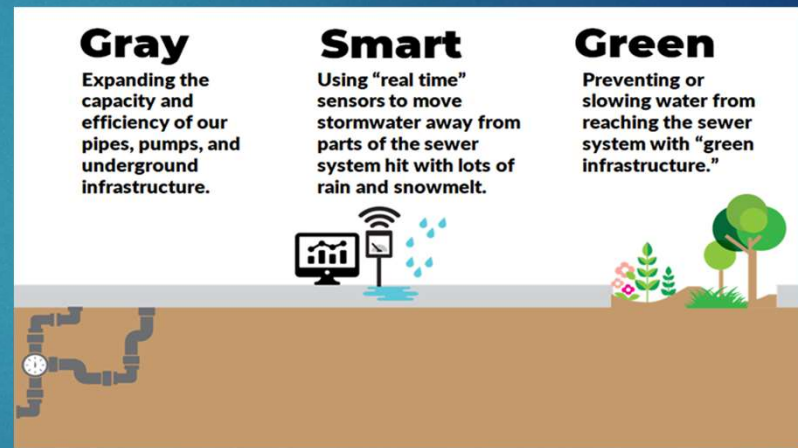 Gray
Expanding the
capacity and
efficiency of our
pipes, pumps, and
underground
infrastructure.
Smart
Using “real time”
sensors to move
stormwater away from
parts of the sewer
system hit with lots of
rain and snowmelt.
Green
Preventing or
slowing water from
reaching the sewer
system with “green
infrastructure.”